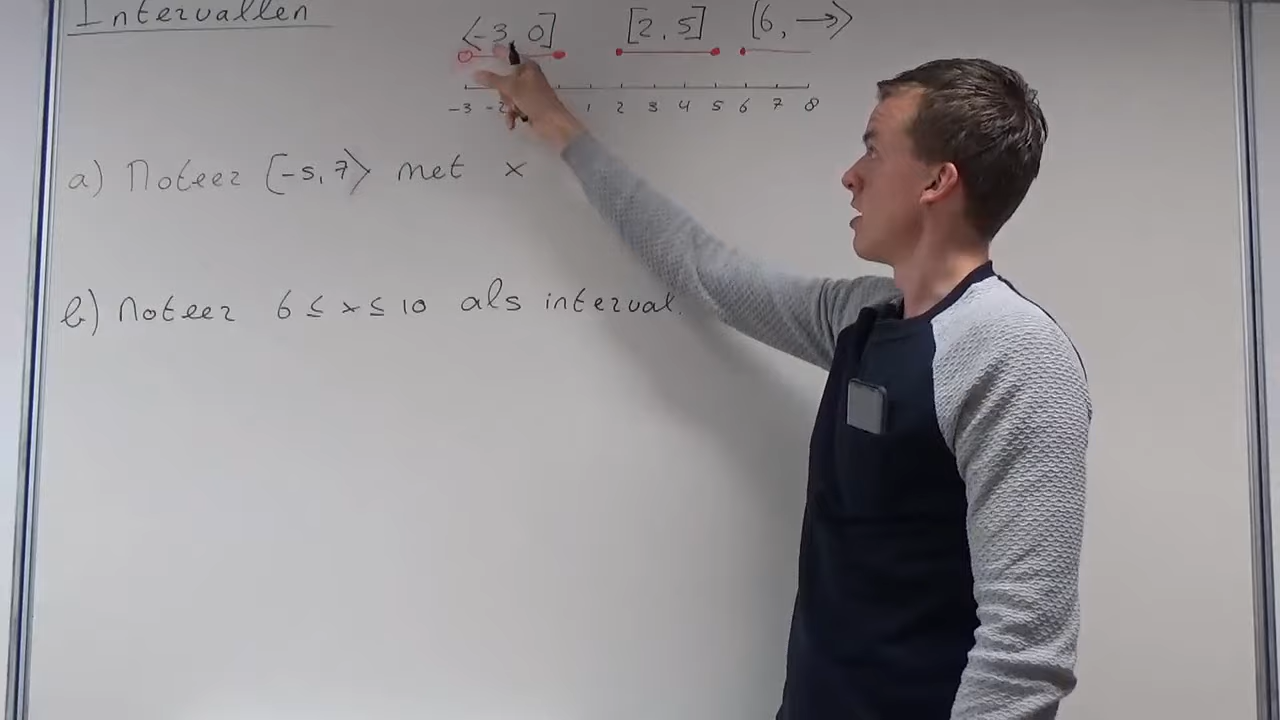 Intervallen
⟨-3, 0] [2, 5] [6, →⟩
-3 -2 1 2 3 4 5 6 7 8
a) Noteer [-5, 7⟩ met x
b) Noteer 6 ≤ x ≤ 10 als interval.